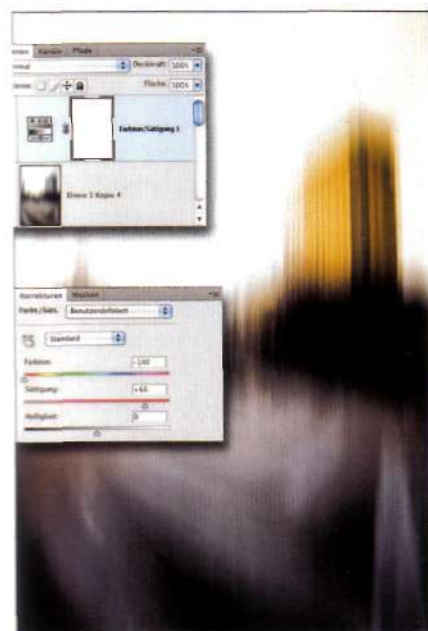 Kanäle Pfade
Deckkraft: 100%
Fläche: 100%
Farbton/Sättigung 1
Ebene 1 Kopie 4
Korrekturen Masken
Farbt./Sätt. Benutzerdefiniert
Standard
Farbton: -180
Sättigung: +66
Helligkeit: 0